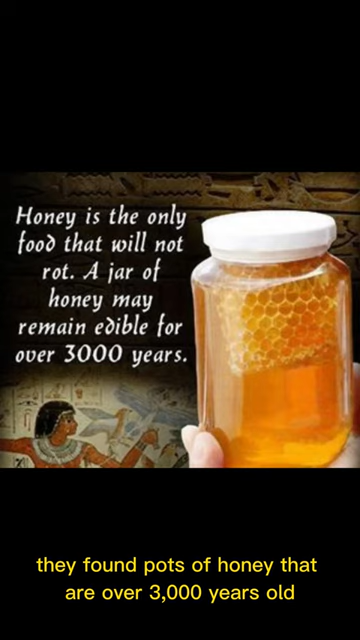 Honey is the only
food that will not
rot. A jar of
honey may
remain edible for
over 3000 years.
they found pots of honey that
are over 3,000 years old